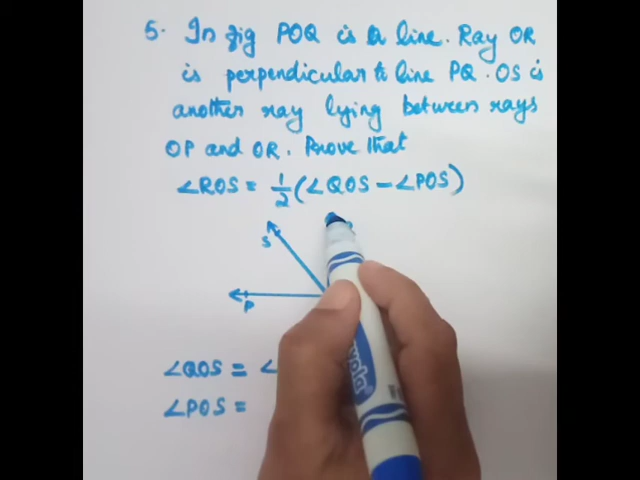 5. In fig POQ is a line. Ray OR
is perpendicular to line PQ. OS is
another ray lying between rays
OP and OR. Prove that
∠ROS = 1/2 (∠QOS - ∠POS)
S
P
∠QOS = ∠
∠POS =